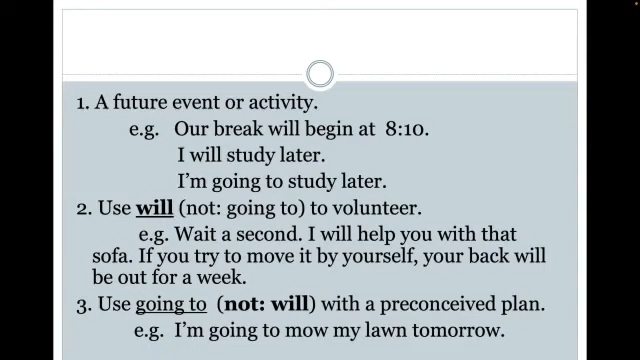 1. A future event or activity.
e.g. Our break will begin at 8:10.
I will study later.
I'm going to study later.
2. Use will (not: going to) to volunteer.
e.g. Wait a second. I will help you with that
sofa. If you try to move it by yourself, your back will
be out for a week.
3. Use going to (not: will) with a preconceived plan.
e.g. I'm going to mow my lawn tomorrow.